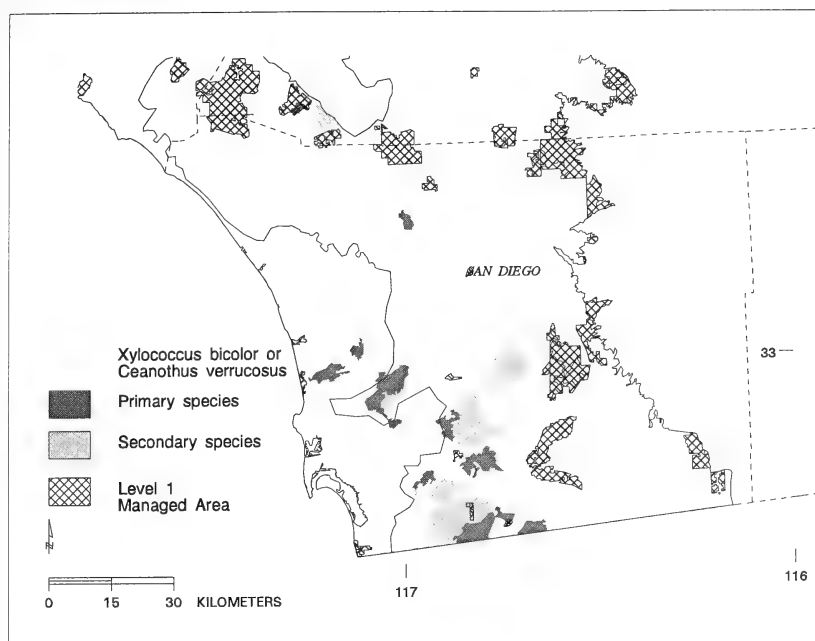 SAN DIEGO
Xylococcus bicolor or
Ceanothus verrucosus
Primary species
Secondary species
Level 1
Managed Area
N
0 15 30 KILOMETERS
33
117
116